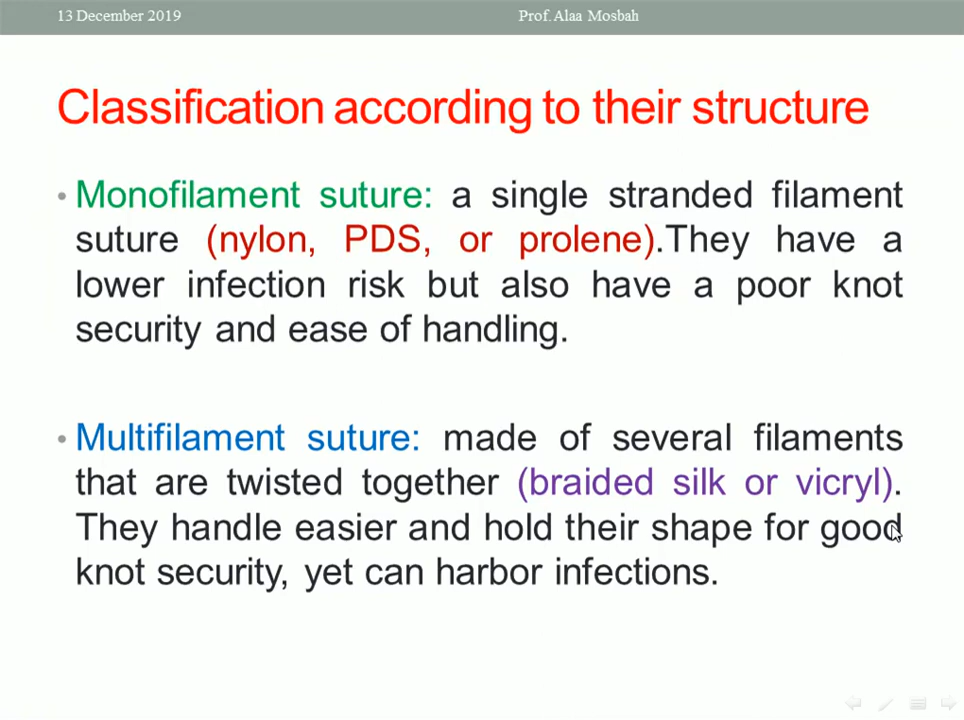 13 December 2019
Prof. Alaa Mosbah
Classification according to their structure
• Monofilament suture: a single stranded filament
suture (nylon, PDS, or prolene).They have a
lower infection risk but also have a poor knot
security and ease of handling.
• Multifilament suture: made of several filaments
that are twisted together (braided silk or vicryl).
They handle easier and hold their shape for good
knot security, yet can harbor infections.